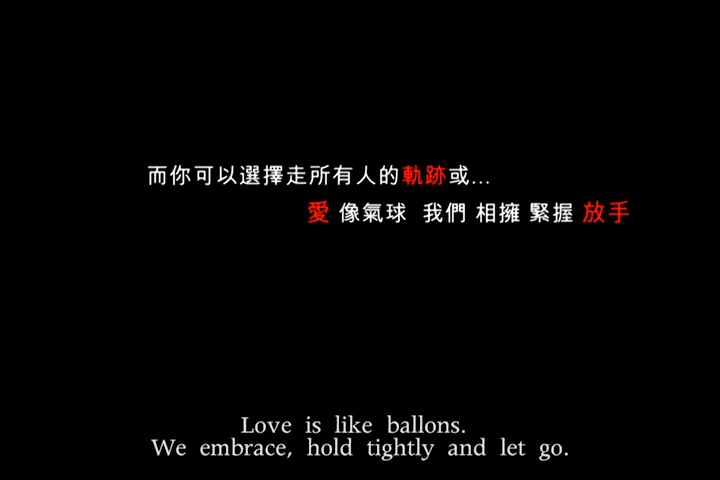 而你可以選擇走所有人的軌跡或...
愛 像氣球 我們 相擁 緊握 放手
Love is like ballons.
We embrace, hold tightly and let go.